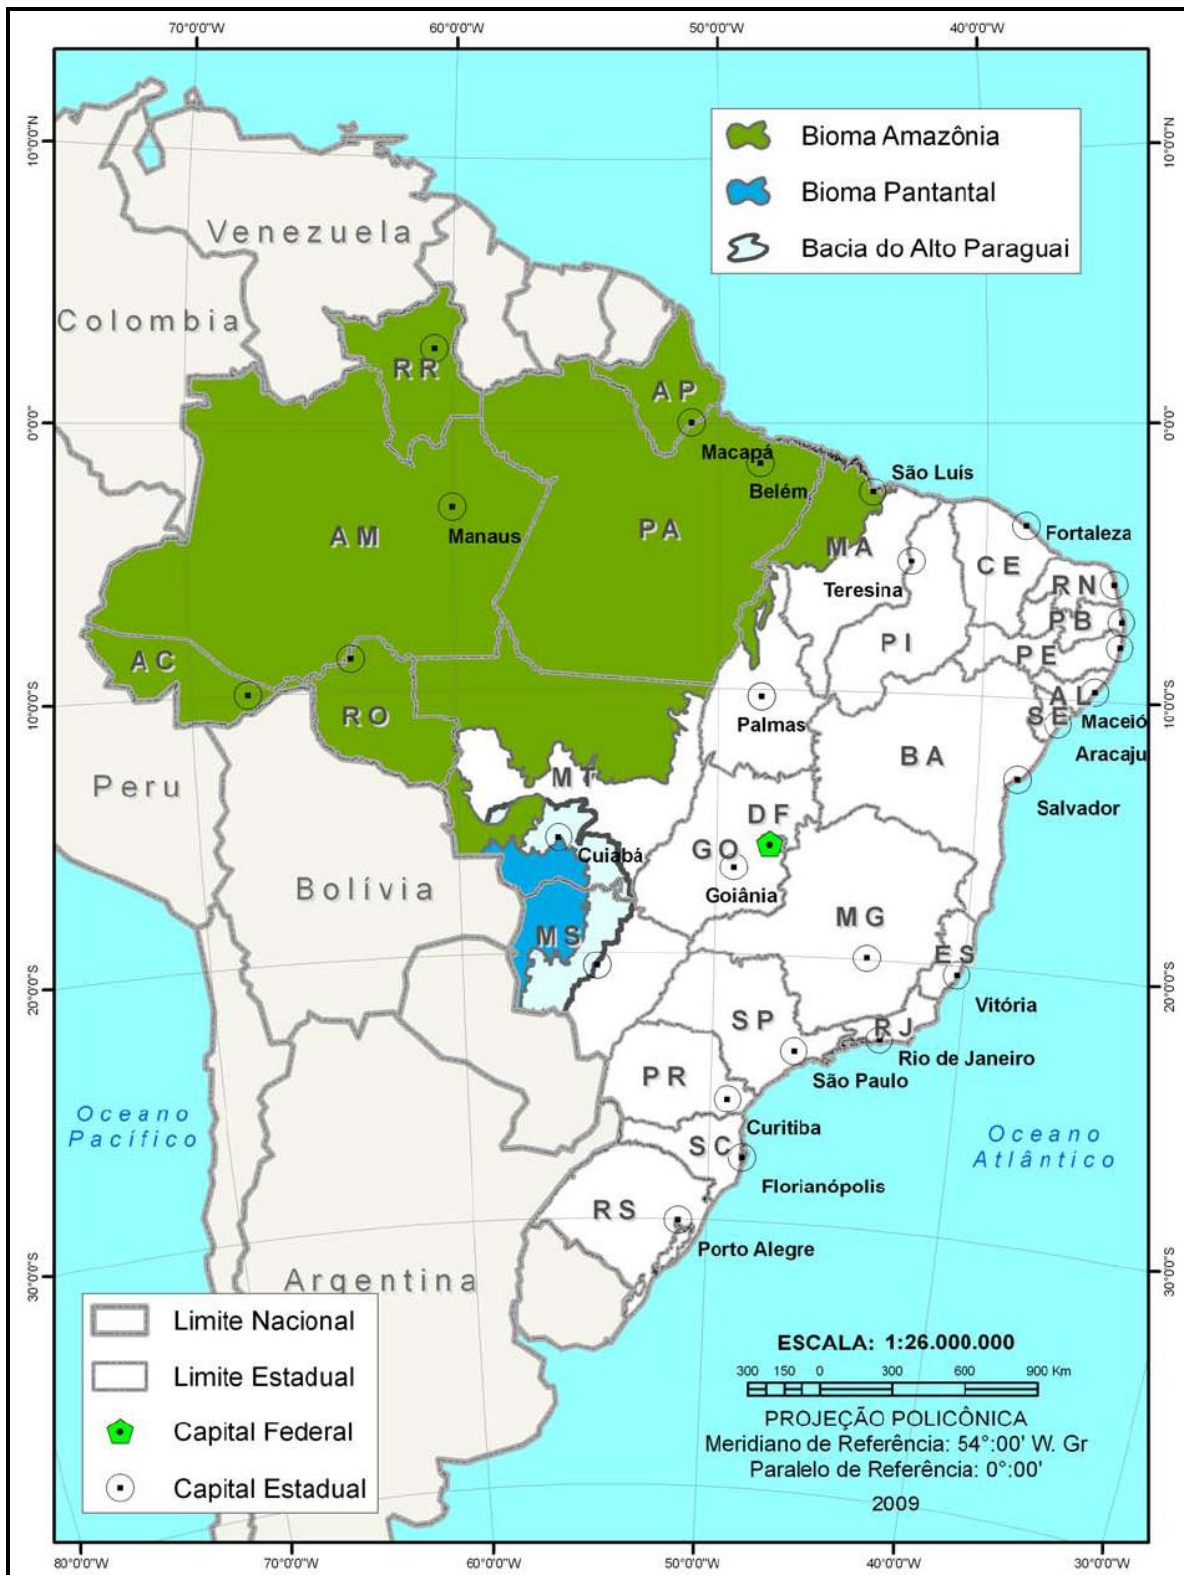 70°0'0"W
60°0'0"W
50°0'0"W
40°0'0"W
10°0'0"N
10°0'0"N
Bioma Amazônia
Bioma Pantantal
Bacia do Alto Paraguai
Venezuela
Colombia
RR
AP
0°0'0"
0°0'0"
Macapá
Belém
São Luís
AM
Manaus
PA
MA
Fortaleza
CE
Teresina
RN
PB
PI
PE
AC
RO
AL
SE
Maceió
10°0'0"S
10°0'0"S
Palmas
Aracaju
BA
Peru
MT
Salvador
DF
Cuiabá
GO
Goiânia
Bolívia
MG
MS
ES
20°0'0"S
20°0'0"S
Vitória
SP
RJ
Rio de Janeiro
São Paulo
PR
Oceano
Pacífico
Curitiba
Oceano
Atlântico
SC
Florianópolis
RS
Porto Alegre
30°0'0"S
30°0'0"S
Argentina
Limite Nacional
Limite Estadual
Capital Federal
Capital Estadual
ESCALA: 1:26.000.000
300 150 0 300 600 900 Km
PROJEÇÃO POLICÔNICA
Meridiano de Referência: 54°:00' W. Gr
Paralelo de Referência: 0°:00'
2009
80°0'0"W
70°0'0"W
60°0'0"W
50°0'0"W
40°0'0"W
30°0'0"W